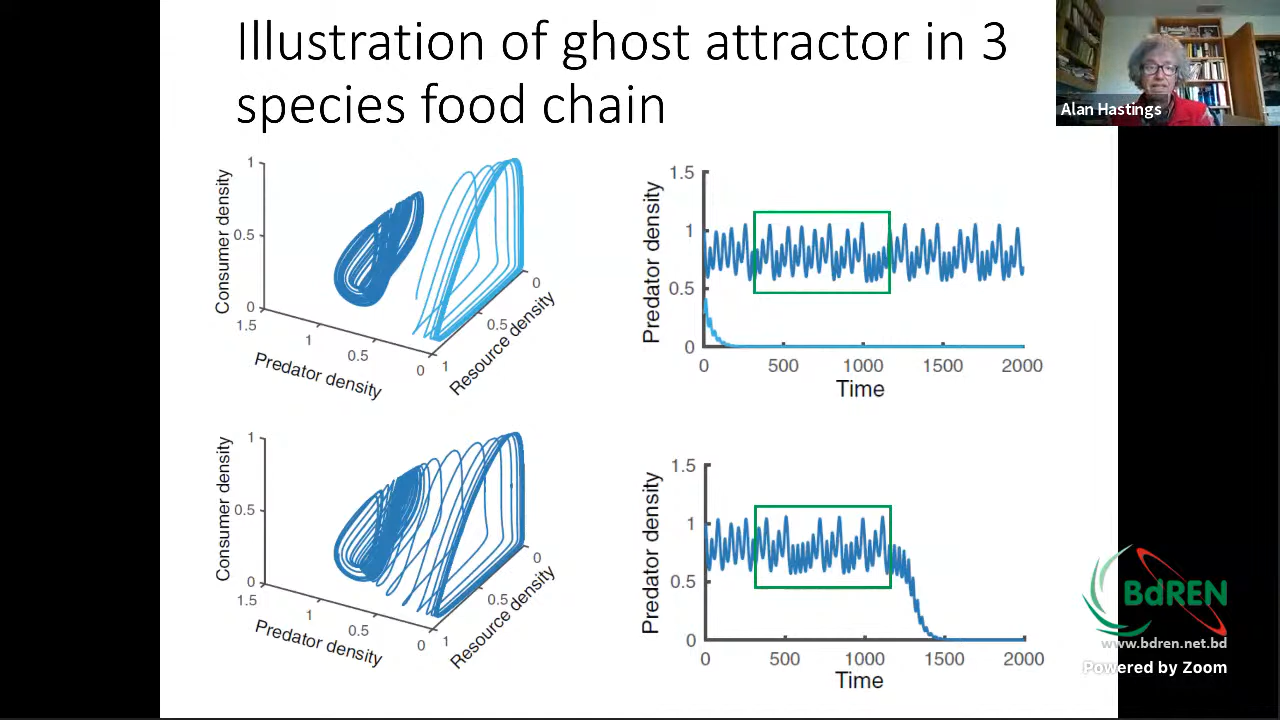 Illustration of ghost attractor in 3
species food chain
Alan Hastings
Consumer density
1
0.5
0
1.5
1
0.5
0
Predator density
1
0.5
0
Resource density
Predator density
1.5
1
0.5
0
0
500
1000
1500
2000
Time
Consumer density
1
0.5
0
1.5
1
0.5
0
Predator density
1
0.5
0
Resource density
Predator density
1.5
1
0.5
0
0
500
1000
1500
2000
Time
BdREN
www.bdren.net.bd
Powered by Zoom